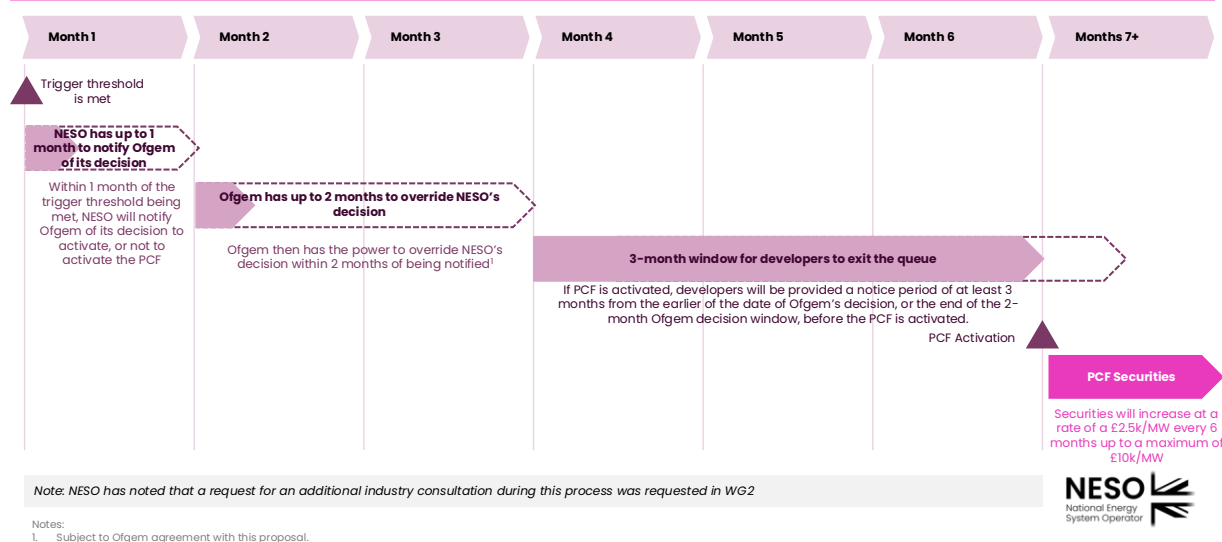 Month 1
Month 2
Month 3
Month 4
Month 5
Month 6
Months 7+
Trigger threshold
is met
NESO has up to 1
month to notify Ofgem
of its decision
Within 1 month of the
trigger threshold being
met, NESO will notify
Ofgem of its decision to
activate, or not to
activate the PCF
Ofgem has up to 2 months to override NESO's
decision
Ofgem then has the power to override NESO's
decision within 2 months of being notified¹
3-month window for developers to exit the queue
If PCF is activated, developers will be provided a notice period of at least 3
months from the earlier of the date of Ofgem's decision, or the end of the 2-
month Ofgem decision window, before the PCF is activated.
PCF Activation
PCF Securities
Securities will increase at a
rate of a £2.5k/MW every 6
months up to a maximum of
£10k/MW
Note: NESO has noted that a request for an additional industry consultation during this process was requested in WG2
NESO
National Energy
System Operator
Notes:
1. Subject to Ofgem agreement with this proposal.